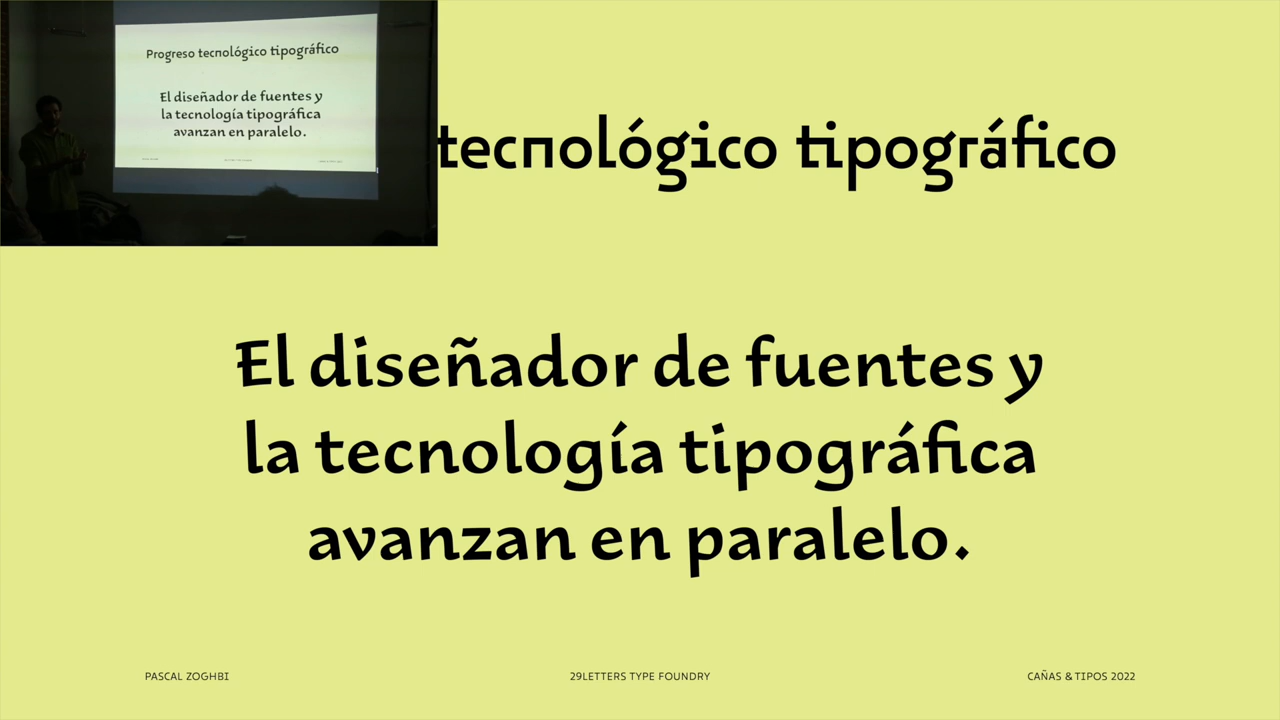 Progreso tecnológico tipográfico
El diseñador de fuentes y
la tecnología tipográfica
avanzan en paralelo.
tecnológico tipográfico
El diseñador de fuentes y
la tecnología tipográfica
avanzan en paralelo.
PASCAL ZOGHBI
29LETTERS TYPE FOUNDRY
CAÑAS & TIPOS 2022